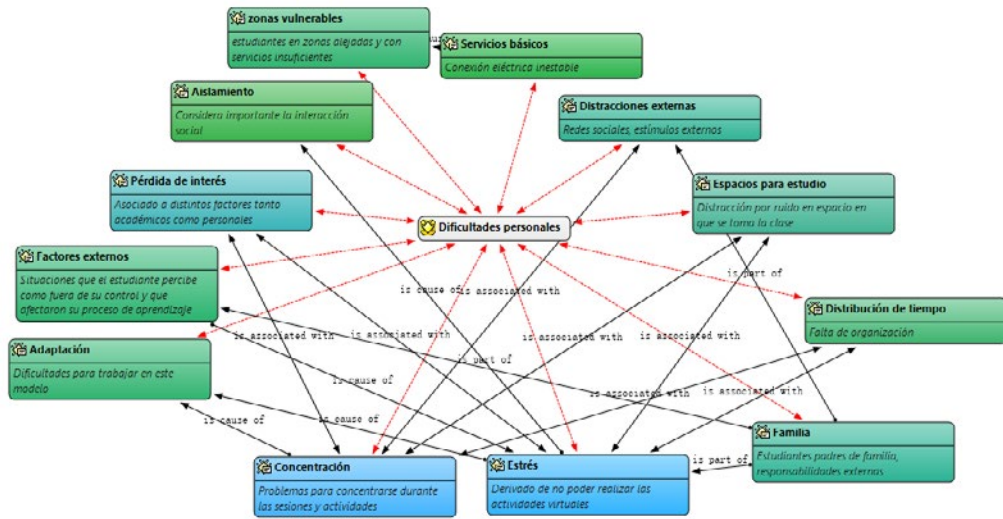 zonas vulnerables
estudiantes en zonas alejadas y con
servicios insuficientes
Servicios básicos
Conexión eléctrica inestable
Aislamiento
Considera importante la interacción
social
Distracciones externas
Redes sociales, estímulos externos
Pérdida de interés
Asociado a distintos factores tanto
académicos como personales
Espacios para estudio
Distracción por ruido en espacio en
que se toma la clase
Dificultades personales
Factores externos
Situaciones que el estudiante percibe
como fuera de su control y que
afectaron su proceso de aprendizaje
is part of
is cause of
is associated with
Distribución de tiempo
Falta de organización
is associated with
is associated with
is associated with
is associated with
Adaptación
Dificultades para trabajar en este
modelo
is part of
is cause of
is associated with
is cause of
is cause of
Familia
Estudiantes padres de familia,
responsabilidades externas
is part of
Concentración
Problemas para concentrarse durante
las sesiones y actividades
Estrés
Derivado de no poder realizar las
actividades virtuales